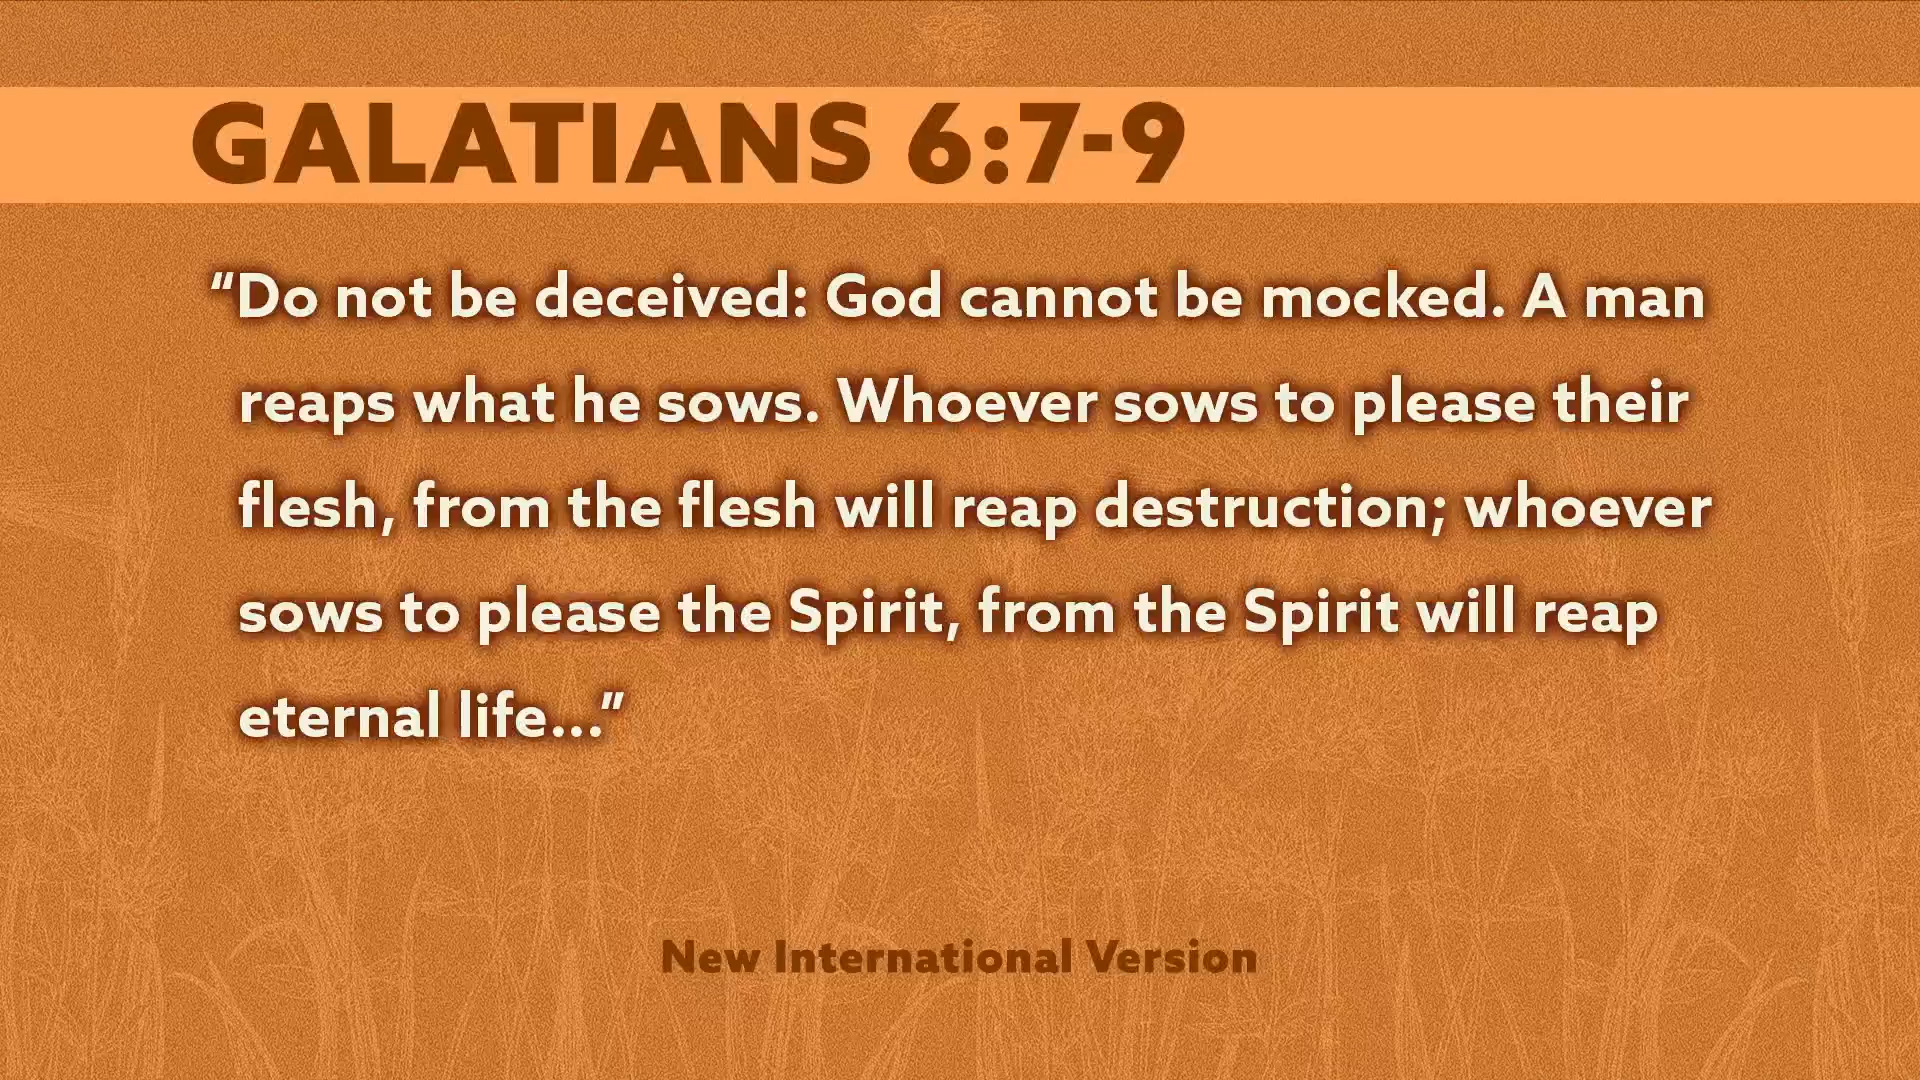 GALATIANS 6:7-9
“Do not be deceived: God cannot be mocked. A man
reaps what he sows. Whoever sows to please their
flesh, from the flesh will reap destruction; whoever
sows to please the Spirit, from the Spirit will reap
eternal life...”
New International Version